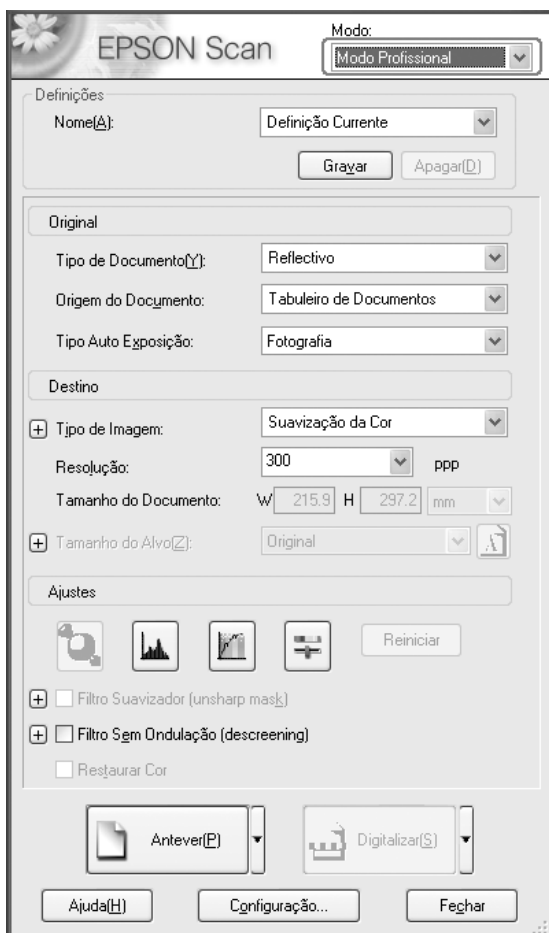 EPSON Scan
Modo:
Modo Profissional
Definições
Nome(A): Definição Currente
Gravar Apagar(D)
Original
Tipo de Documento(Y): Reflectivo
Origem do Documento: Tabuleiro de Documentos
Tipo Auto Exposição: Fotografia
Destino
Tipo de Imagem: Suavização da Cor
Resolução: 300 ppp
Tamanho do Documento: W 215.9 H 297.2 mm
Tamanho do Alvo(Z): Original
Ajustes
Reiniciar
Filtro Suavizador (unsharp mask)
Filtro Sem Ondulação (descreening)
Restaurar Cor
Antever(P) Digitalizar(S)
Ajuda(H) Configuração... Fechar